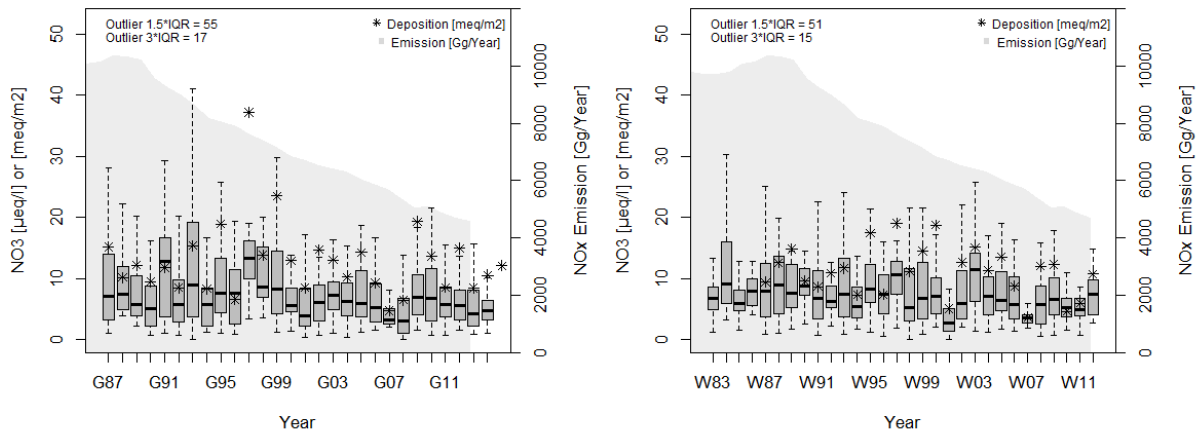 Outlier 1.5*IQR = 55
Outlier 3*IQR = 17
Deposition [meq/m2]
Emission [Gg/Year]
NO3 [µeq/l] or [meq/m2]
50
40
30
20
10
0
10000
8000
6000
4000
2000
0
NOx Emission [Gg/Year]
G87 G91 G95 G99 G03 G07 G11
Year
Outlier 1.5*IQR = 51
Outlier 3*IQR = 15
Deposition [meq/m2]
Emission [Gg/Year]
NO3 [µeq/l] or [meq/m2]
50
40
30
20
10
0
10000
8000
6000
4000
2000
0
NOx Emission [Gg/Year]
W83 W87 W91 W95 W99 W03 W07 W11
Year